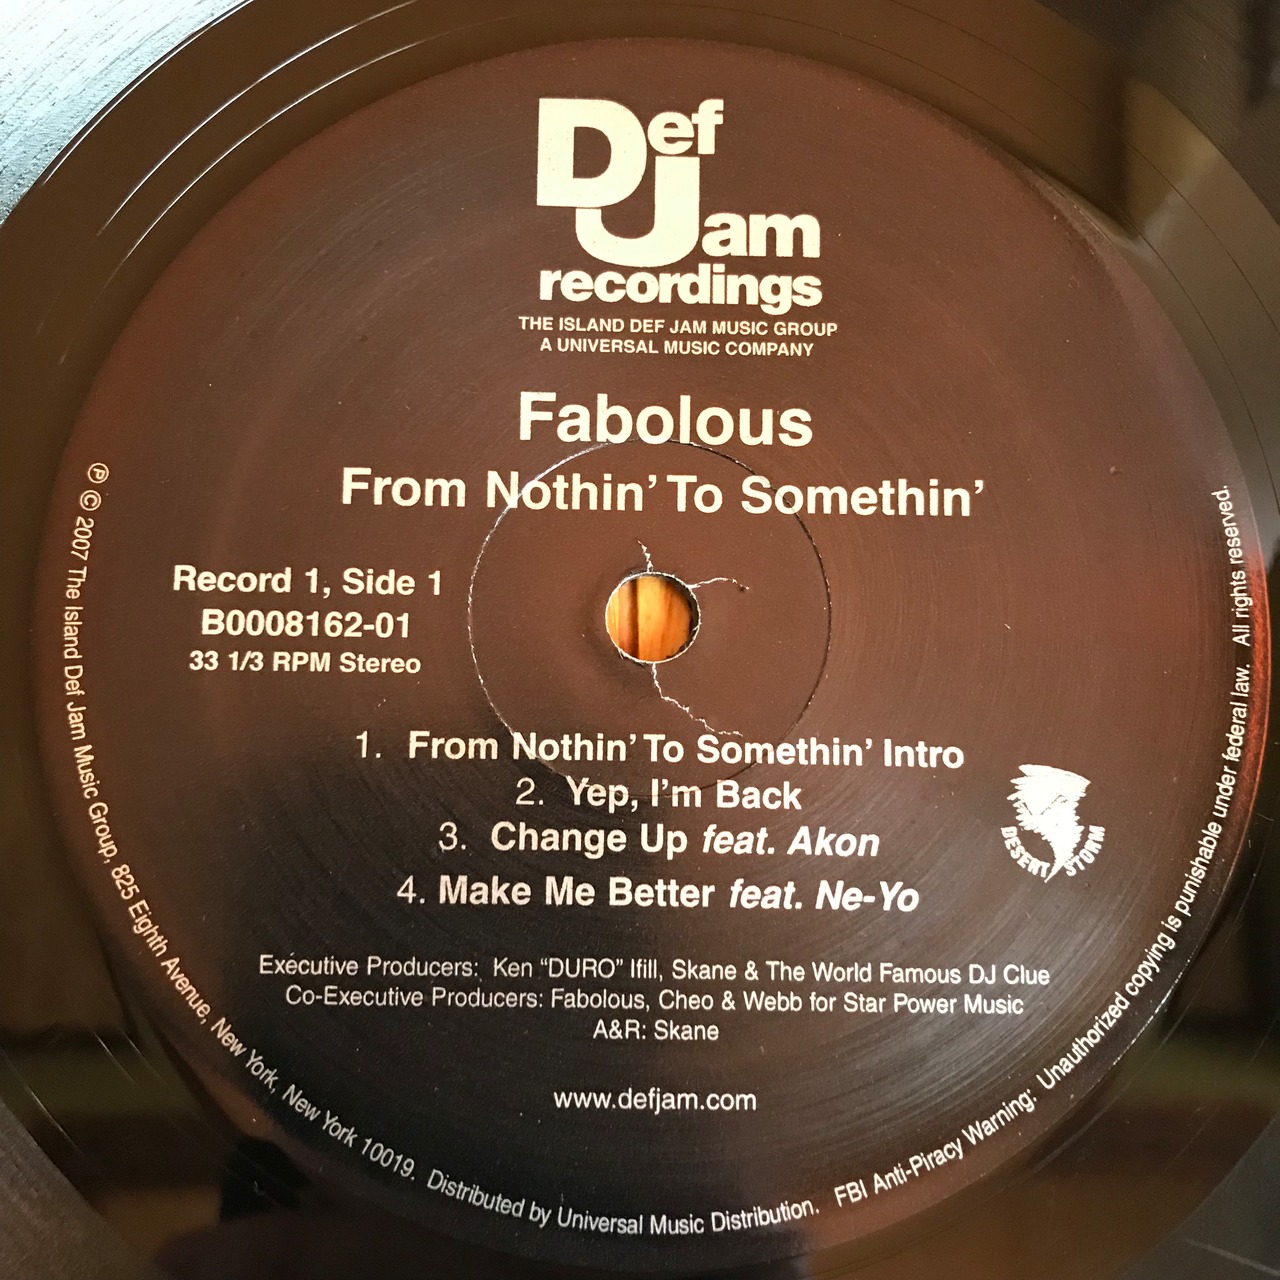 Def
Jam
recordings
THE ISLAND DEF JAM MUSIC GROUP
A UNIVERSAL MUSIC COMPANY
Fabolous
From Nothin' To Somethin'
Record 1, Side 1
B0008162-01
33 1/3 RPM Stereo
1. From Nothin' To Somethin' Intro
2. Yep, I'm Back
3. Change Up feat. Akon
4. Make Me Better feat. Ne-Yo
DESERT STORM
Executive Producers: Ken "DURO" Ifill, Skane & The World Famous DJ Clue
Co-Executive Producers: Fabolous, Cheo & Webb for Star Power Music
A&R: Skane
www.defjam.com
℗ © 2007 The Island Def Jam Music Group, 825 Eighth Avenue, New York, New York 10019. Distributed by Universal Music Distribution. FBI Anti-Piracy Warning: Unauthorized copying is punishable under federal law. All rights reserved.